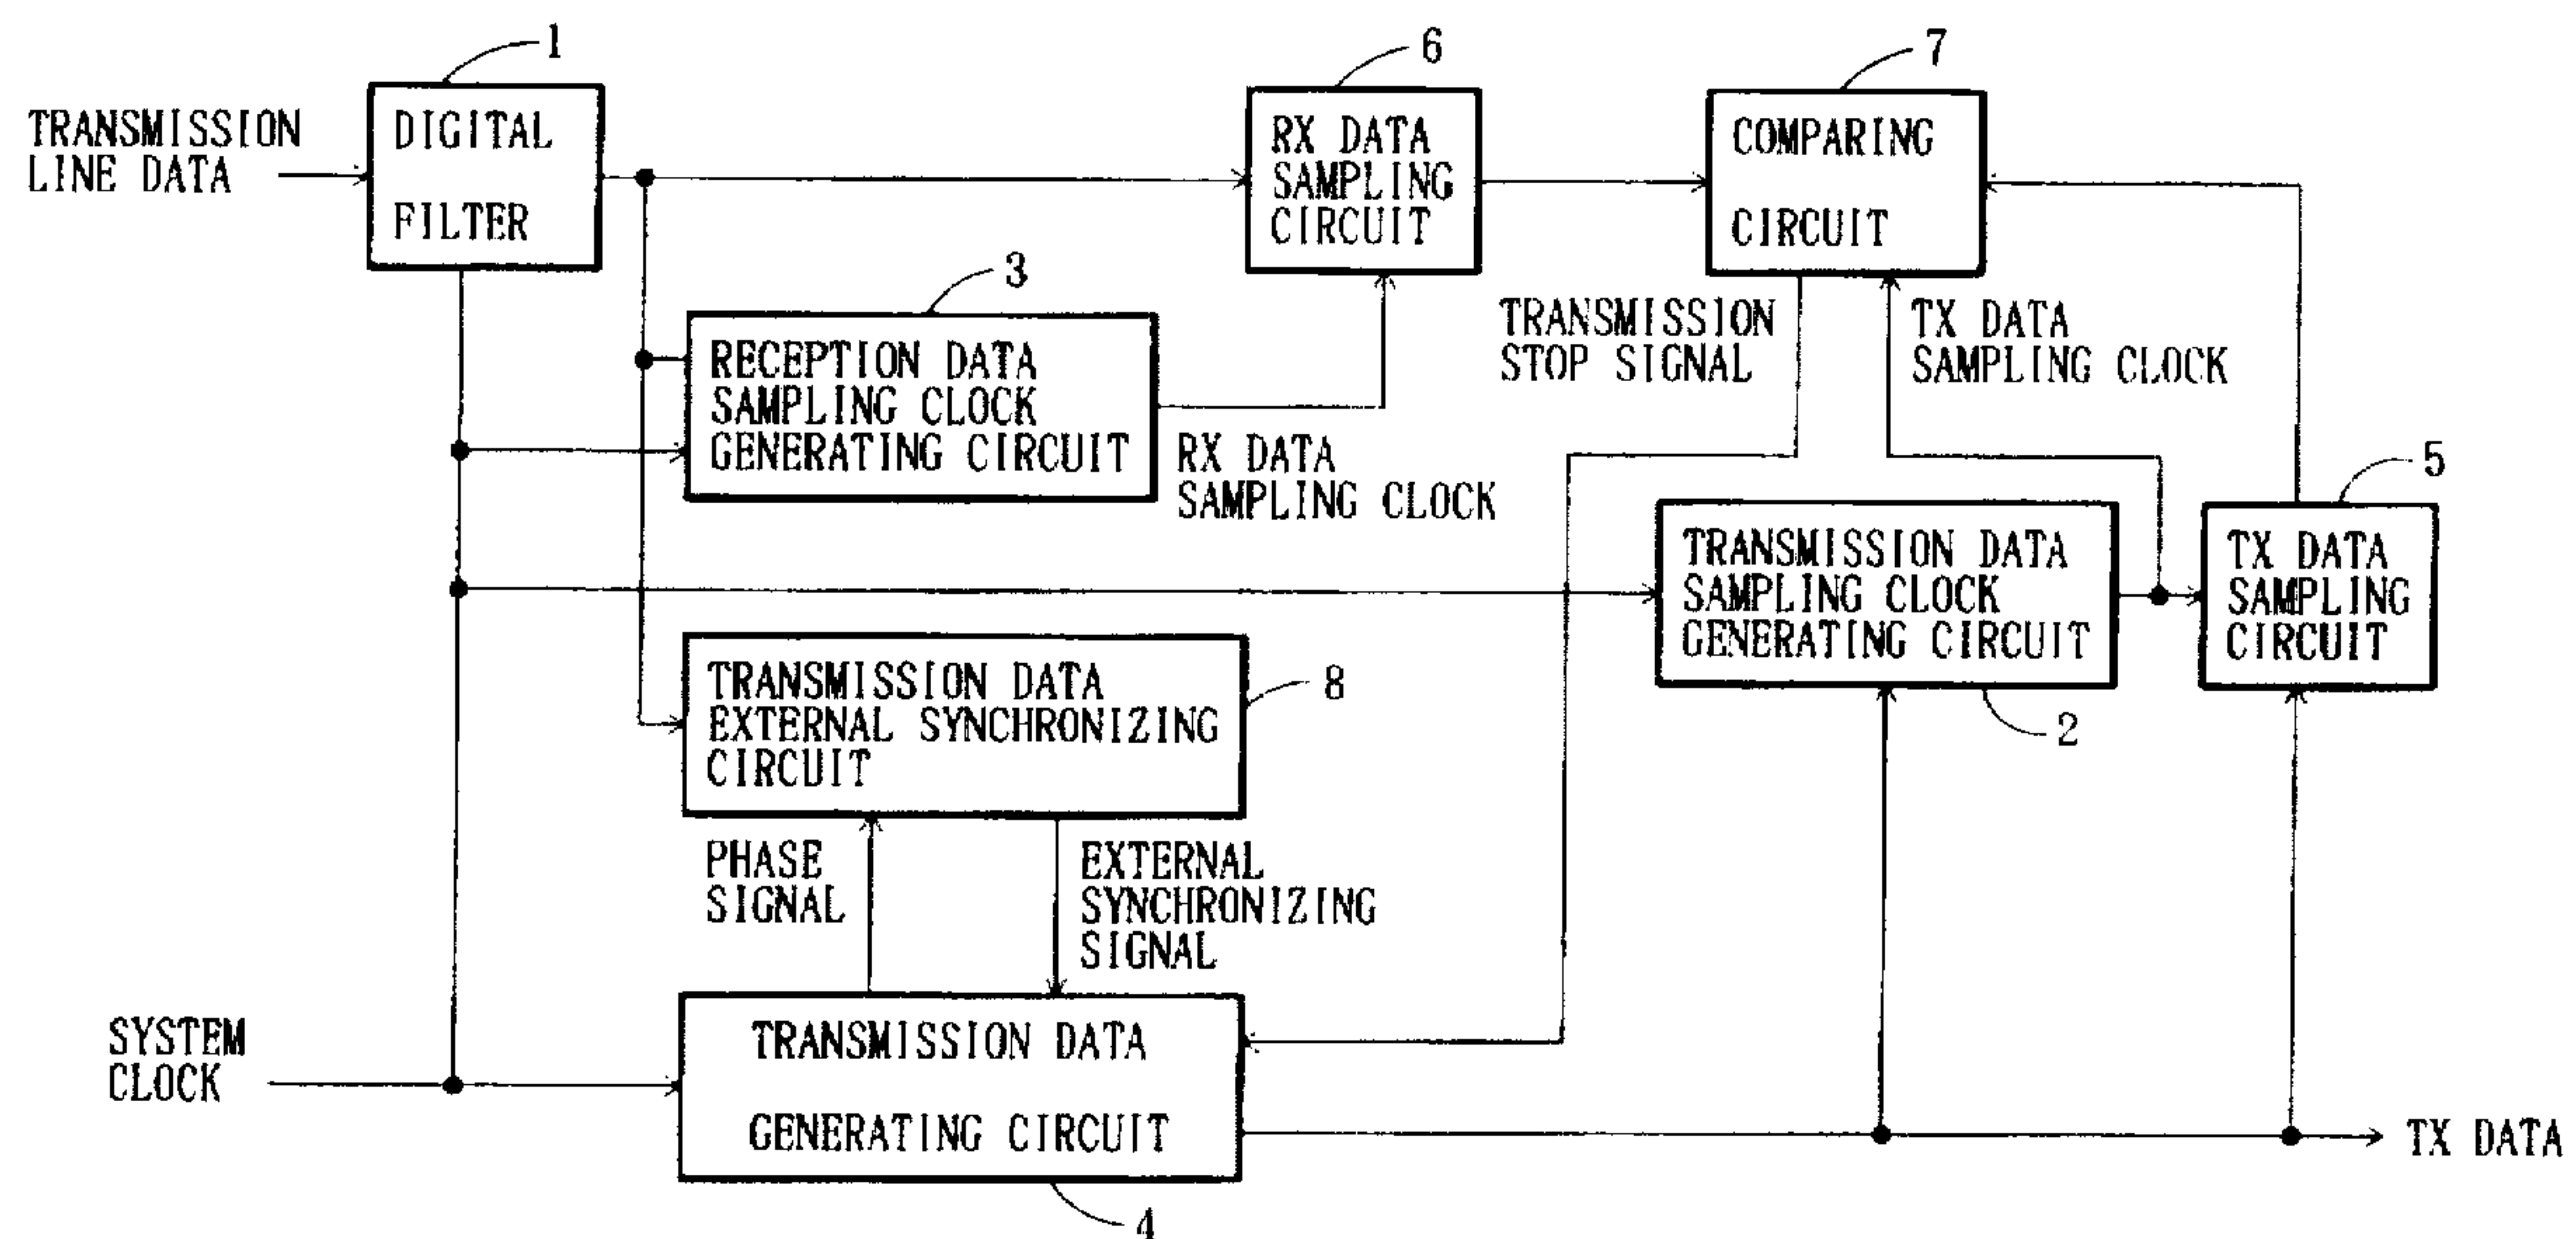 1
TRANSMISSION
LINE DATA
DIGITAL
FILTER
6
RX DATA
SAMPLING
CIRCUIT
7
COMPARING
CIRCUIT
3
RECEPTION DATA
SAMPLING CLOCK
GENERATING CIRCUIT
RX DATA
SAMPLING CLOCK
TRANSMISSION
STOP SIGNAL
TX DATA
SAMPLING CLOCK
5
TRANSMISSION DATA
SAMPLING CLOCK
GENERATING CIRCUIT
2
TX DATA
SAMPLING
CIRCUIT
TRANSMISSION DATA
EXTERNAL SYNCHRONIZING
CIRCUIT
8
PHASE
SIGNAL
EXTERNAL
SYNCHRONIZING
SIGNAL
SYSTEM
CLOCK
TRANSMISSION DATA
GENERATING CIRCUIT
4
TX DATA